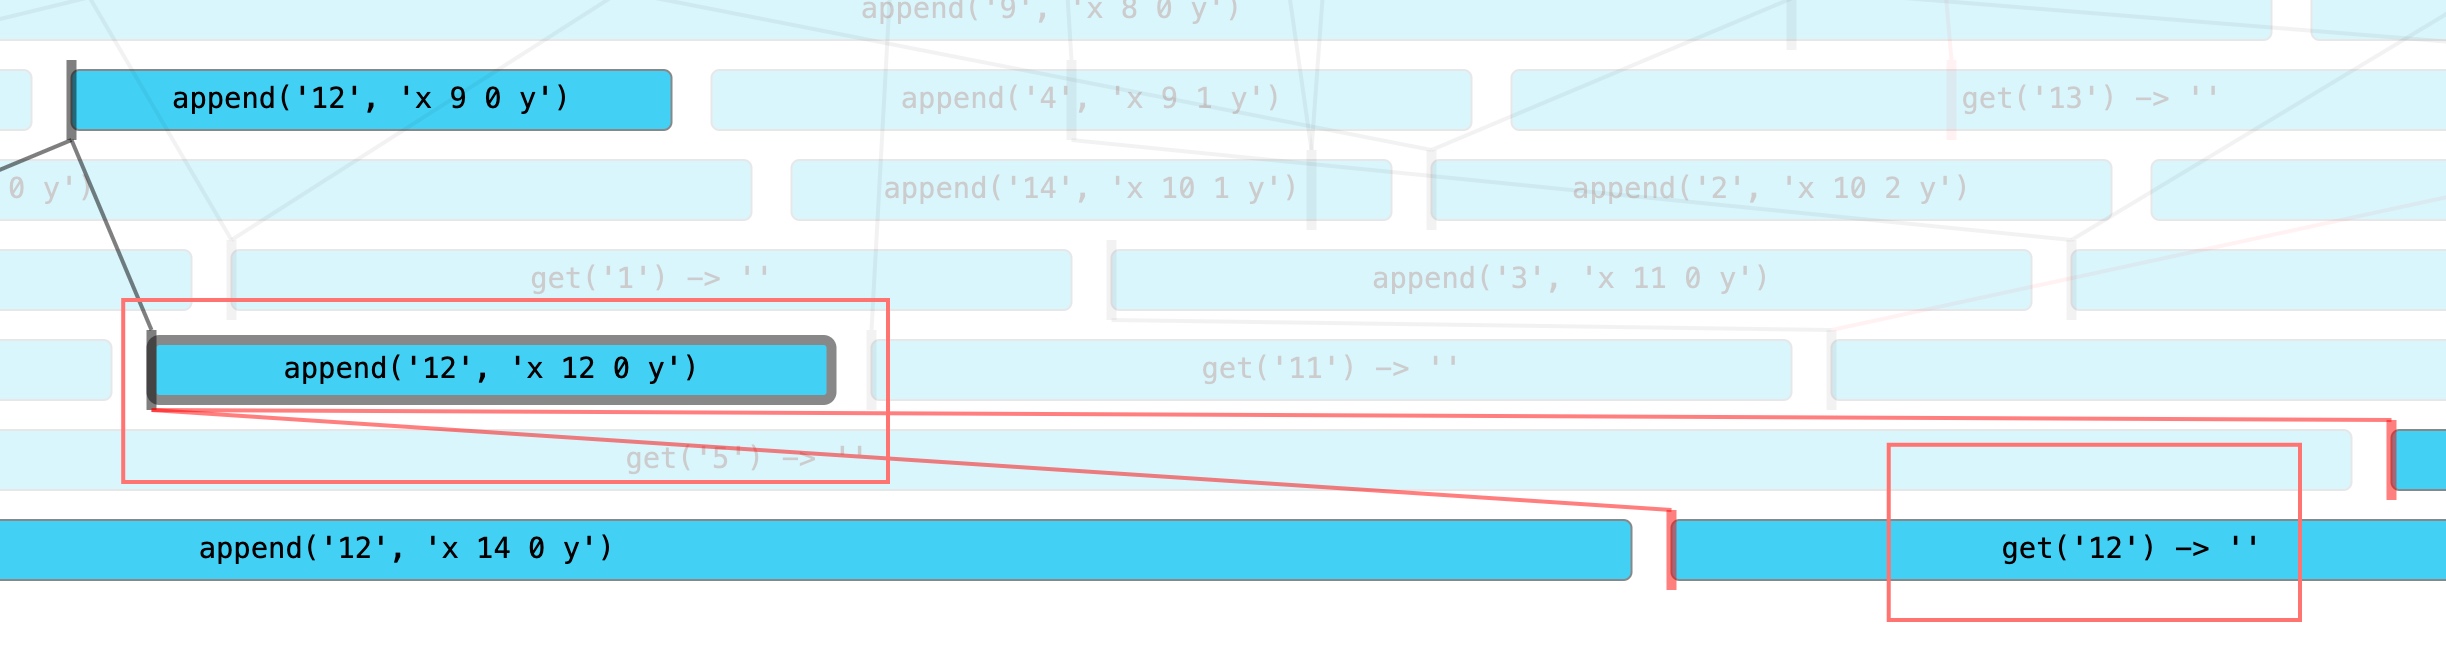 append('9', 'x 8 0 y')
append('12', 'x 9 0 y')
append('4', 'x 9 1 y')
get('13') -> ''
0 y')
append('14', 'x 10 1 y')
append('2', 'x 10 2 y')
get('1') -> ''
append('3', 'x 11 0 y')
append('12', 'x 12 0 y')
get('11') -> ''
get('5') -> ''
append('12', 'x 14 0 y')
get('12') -> ''